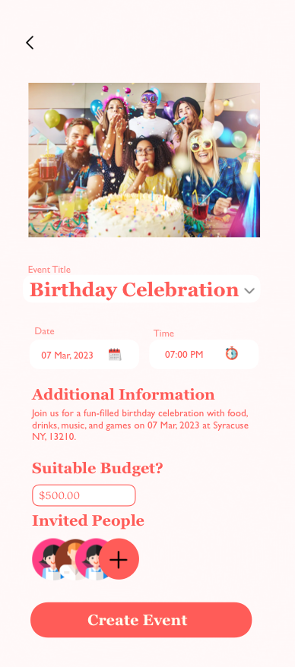 Event Title
Birthday Celebration
Date
Time
07 Mar, 2023
07:00 PM
Additional Information
Join us for a fun-filled birthday celebration with food,
drinks, music, and games on 07 Mar, 2023 at Syracuse
NY, 13210.
Suitable Budget?
$500.00
Invited People
Create Event